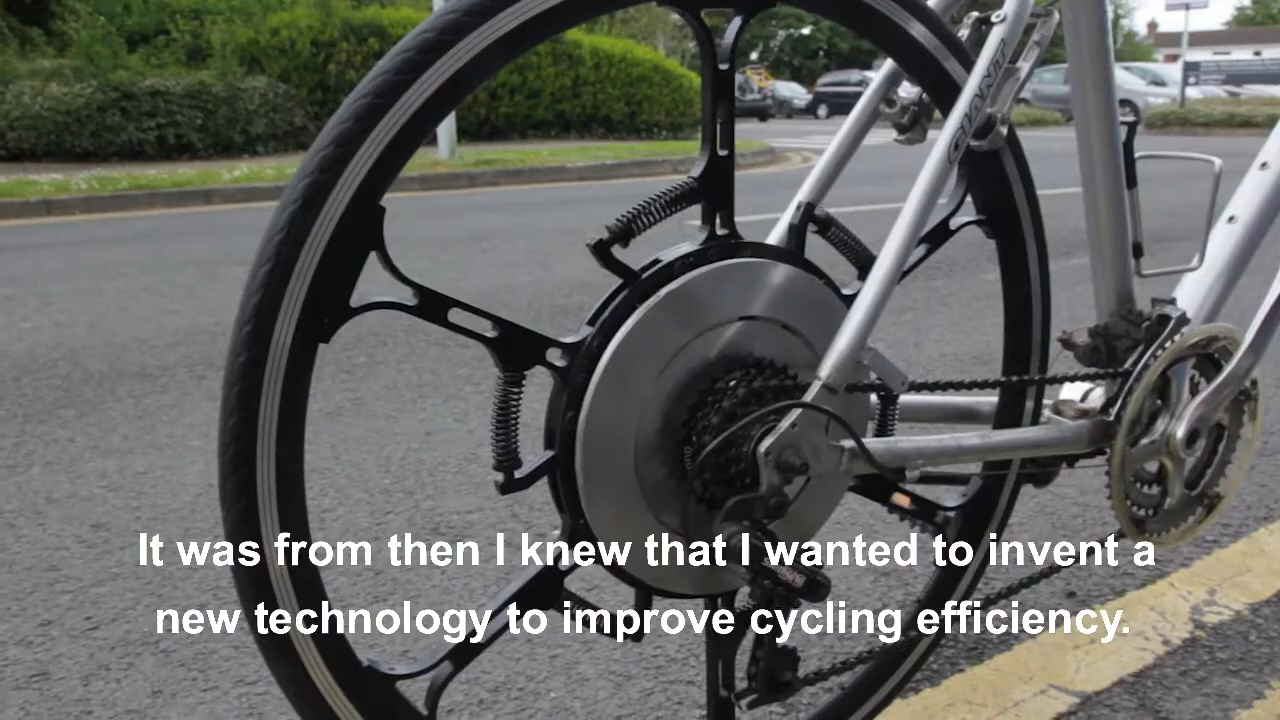 GIANT
It was from then I knew that I wanted to invent a
new technology to improve cycling efficiency.